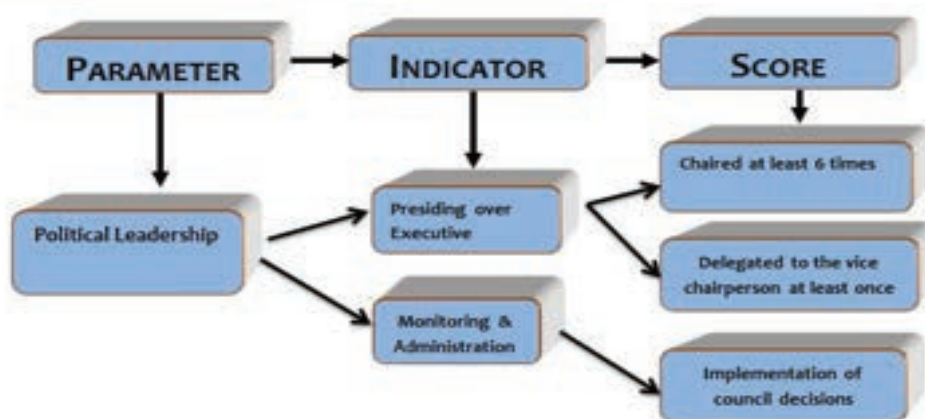 PARAMETER
INDICATOR
SCORE
Political Leadership
Presiding over
Executive
Monitoring &
Administration
Chaired at least 6 times
Delegated to the vice
chairperson at least once
Implementation of
council decisions